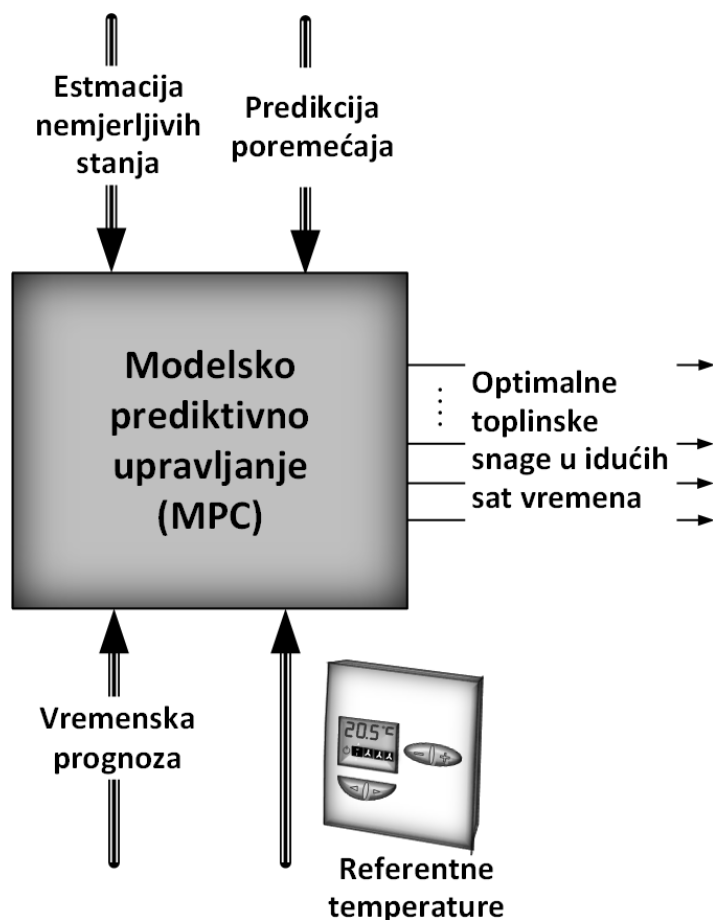 Estmacija
nemjerljivih
stanja
Predikcija
poremećaja
Modelsko
prediktivno
upravljanje
(MPC)
Optimalne
toplinske
snage u idućih
sat vremena
Vremenska
prognoza
20.5°C
Referentne
temperature